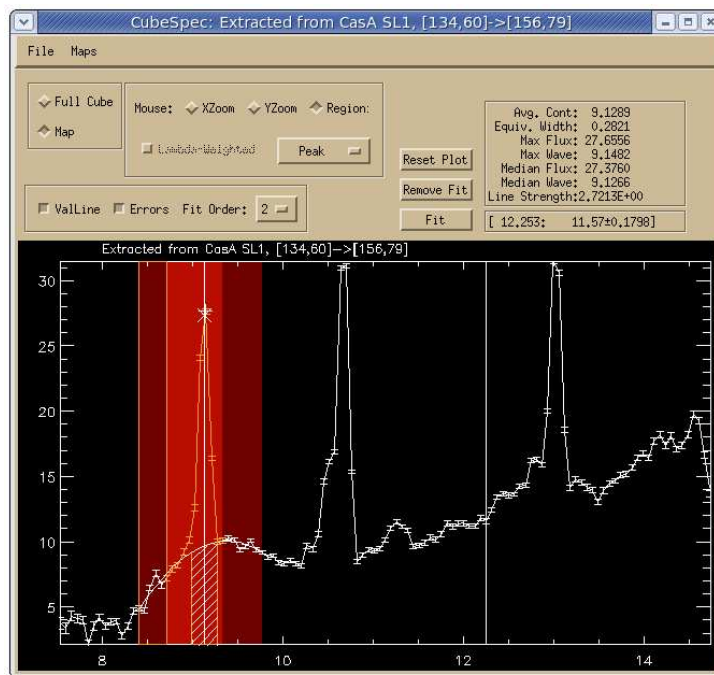 CubeSpec: Extracted from CasA SL1, [134,60]->[156,79]
File Maps
Full Cube
Map
Mouse: XZoom YZoom Region:
Lambda-Weighted Peak
ValLine Errors Fit Order: 2
Reset Plot
Remove Fit
Fit
Avg. Cont: 9.1289
Equiv. Width: 0.2821
Max Flux: 27.6556
Max Wave: 9.1482
Median Flux: 27.3760
Median Wave: 9.1266
Line Strength:2.7213E+00
[ 12.253: 11.57±0.1798]
Extracted from CasA SL1, [134,60]->[156,79]
30
25
20
15
10
5
8 10 12 14